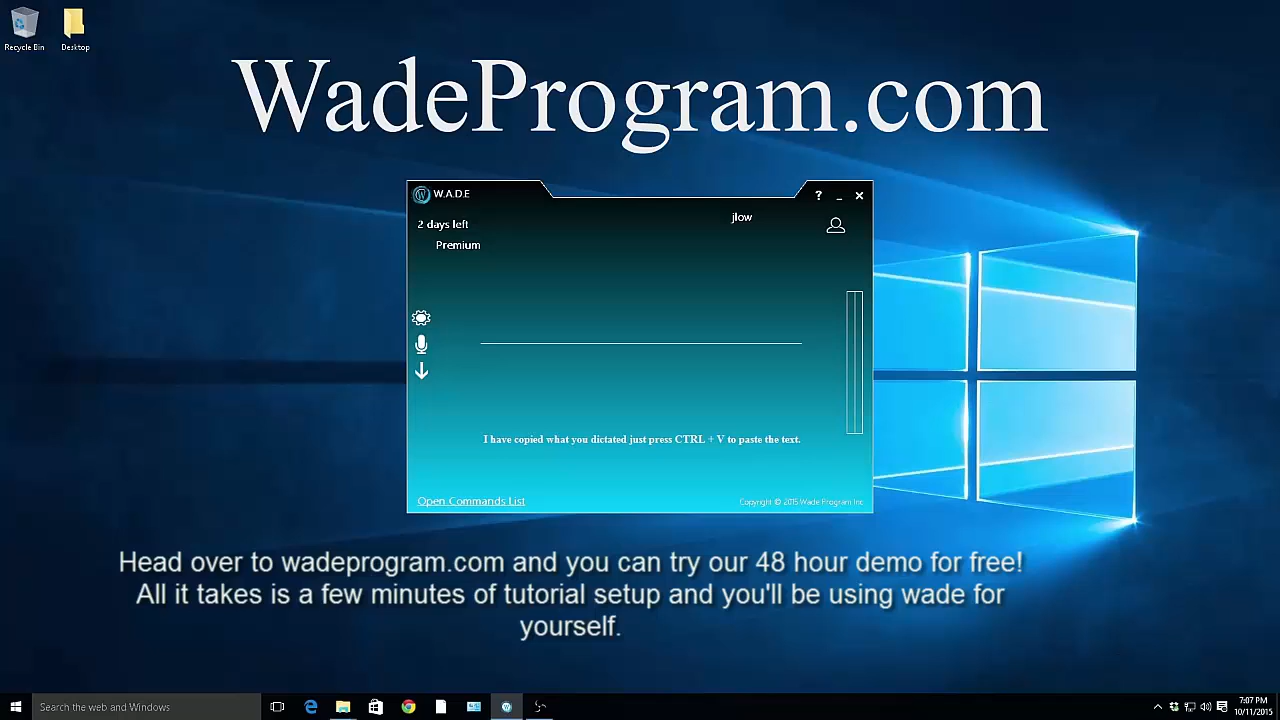 Recycle Bin
Desktop
WadeProgram.com
W.A.D.E
?
2 days left
jlow
Premium
I have copied what you dictated just press CTRL + V to paste the text.
Open Commands List
Copyright © 2015 Wade Program Inc
Head over to wadeprogram.com and you can try our 48 hour demo for free!
All it takes is a few minutes of tutorial setup and you'll be using wade for
yourself.
Search the web and Windows
7:07 PM
10/11/2015